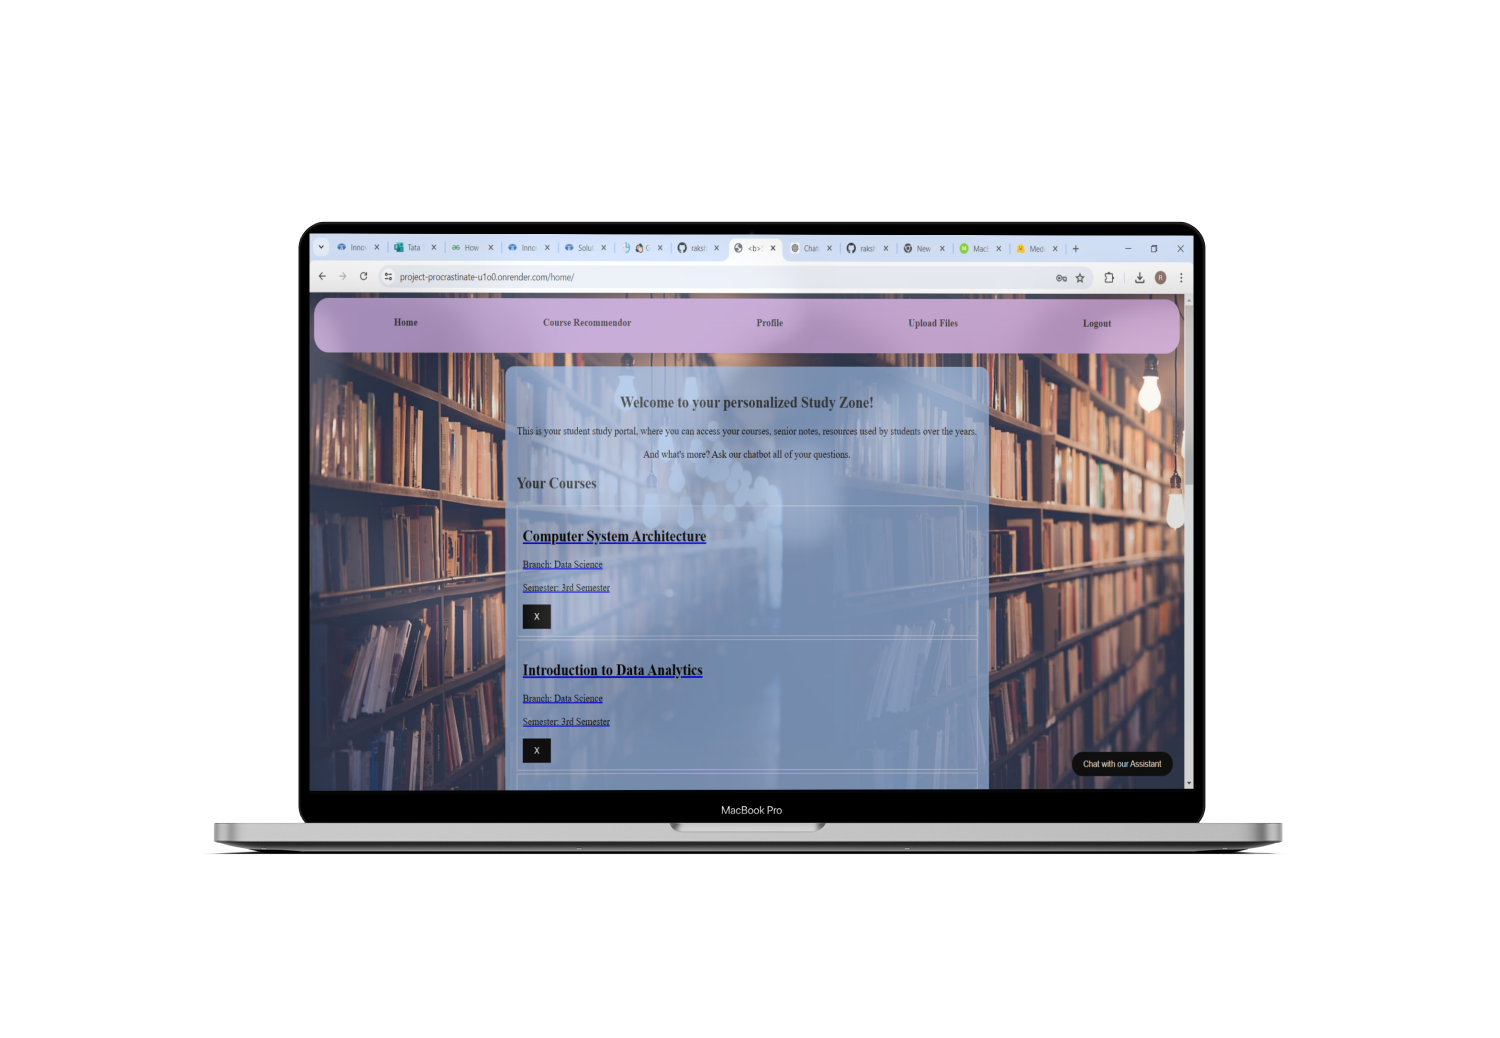 Inno
Tata
How
Inno
Solu
C
raks
<b>
Chat
raks
New
Mac
Med
project-procrastinate-u1o0.onrender.com/home/
R
Home
Course Recommendor
Profile
Upload Files
Logout
Welcome to your personalized Study Zone!
This is your student study portal, where you can access your courses, senior notes, resources used by students over the years.
And what's more? Ask our chatbot all of your questions.
Your Courses
Computer System Architecture
Branch: Data Science
Semester: 3rd Semester
X
Introduction to Data Analytics
Branch: Data Science
Semester: 3rd Semester
X
Chat with our Assistant
MacBook Pro